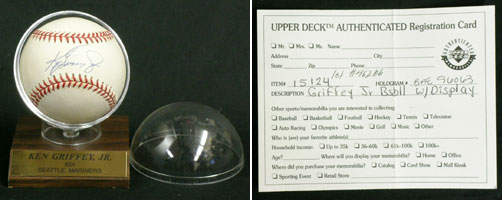 KEN GRIFFEY, JR.
#24
SEATTLE MARINERS
UPPER DECK™ AUTHENTICATED Registration Card
Mr. Mrs. Ms. Name
Address City
State Zip Phone
ITEM# 15124 HOLOGRAM#
DESCRIPTION Griffey Jr. Bsbll W/Display
Other sports/memorabilia you are interested in collecting:
Baseball Basketball Football Hockey Tennis Television
Auto Racing Olympics Movie Golf Music Other
Who is (are) your favorite athlete(s)
Household income: Up to 35k 36-60k 61k-100k 100k+
Age? Where will you display your memorabilia? Home Office
Where did you purchase your memorabilia? Catalog Card Show Mall Kiosk
Sporting Event Retail Store